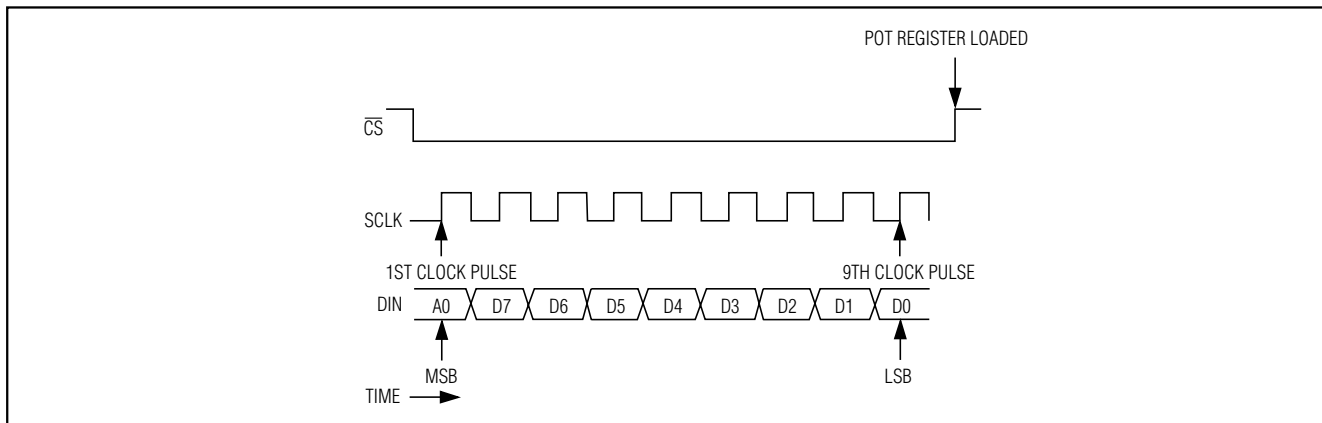 POT REGISTER LOADED
CS
SCLK
1ST CLOCK PULSE 9TH CLOCK PULSE
DIN A0 D7 D6 D5 D4 D3 D2 D1 D0
MSB LSB
TIME